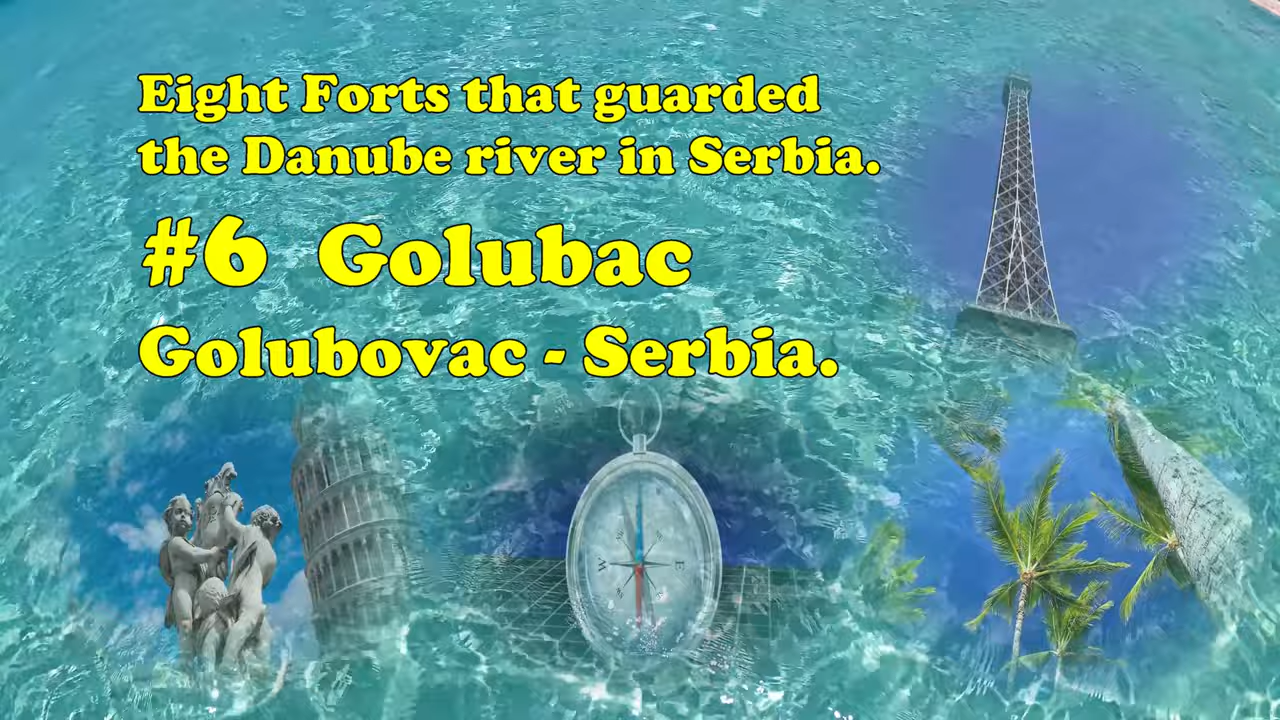 Eight Forts that guarded
the Danube river in Serbia.
#6 Golubac
Golubovac - Serbia.
W E